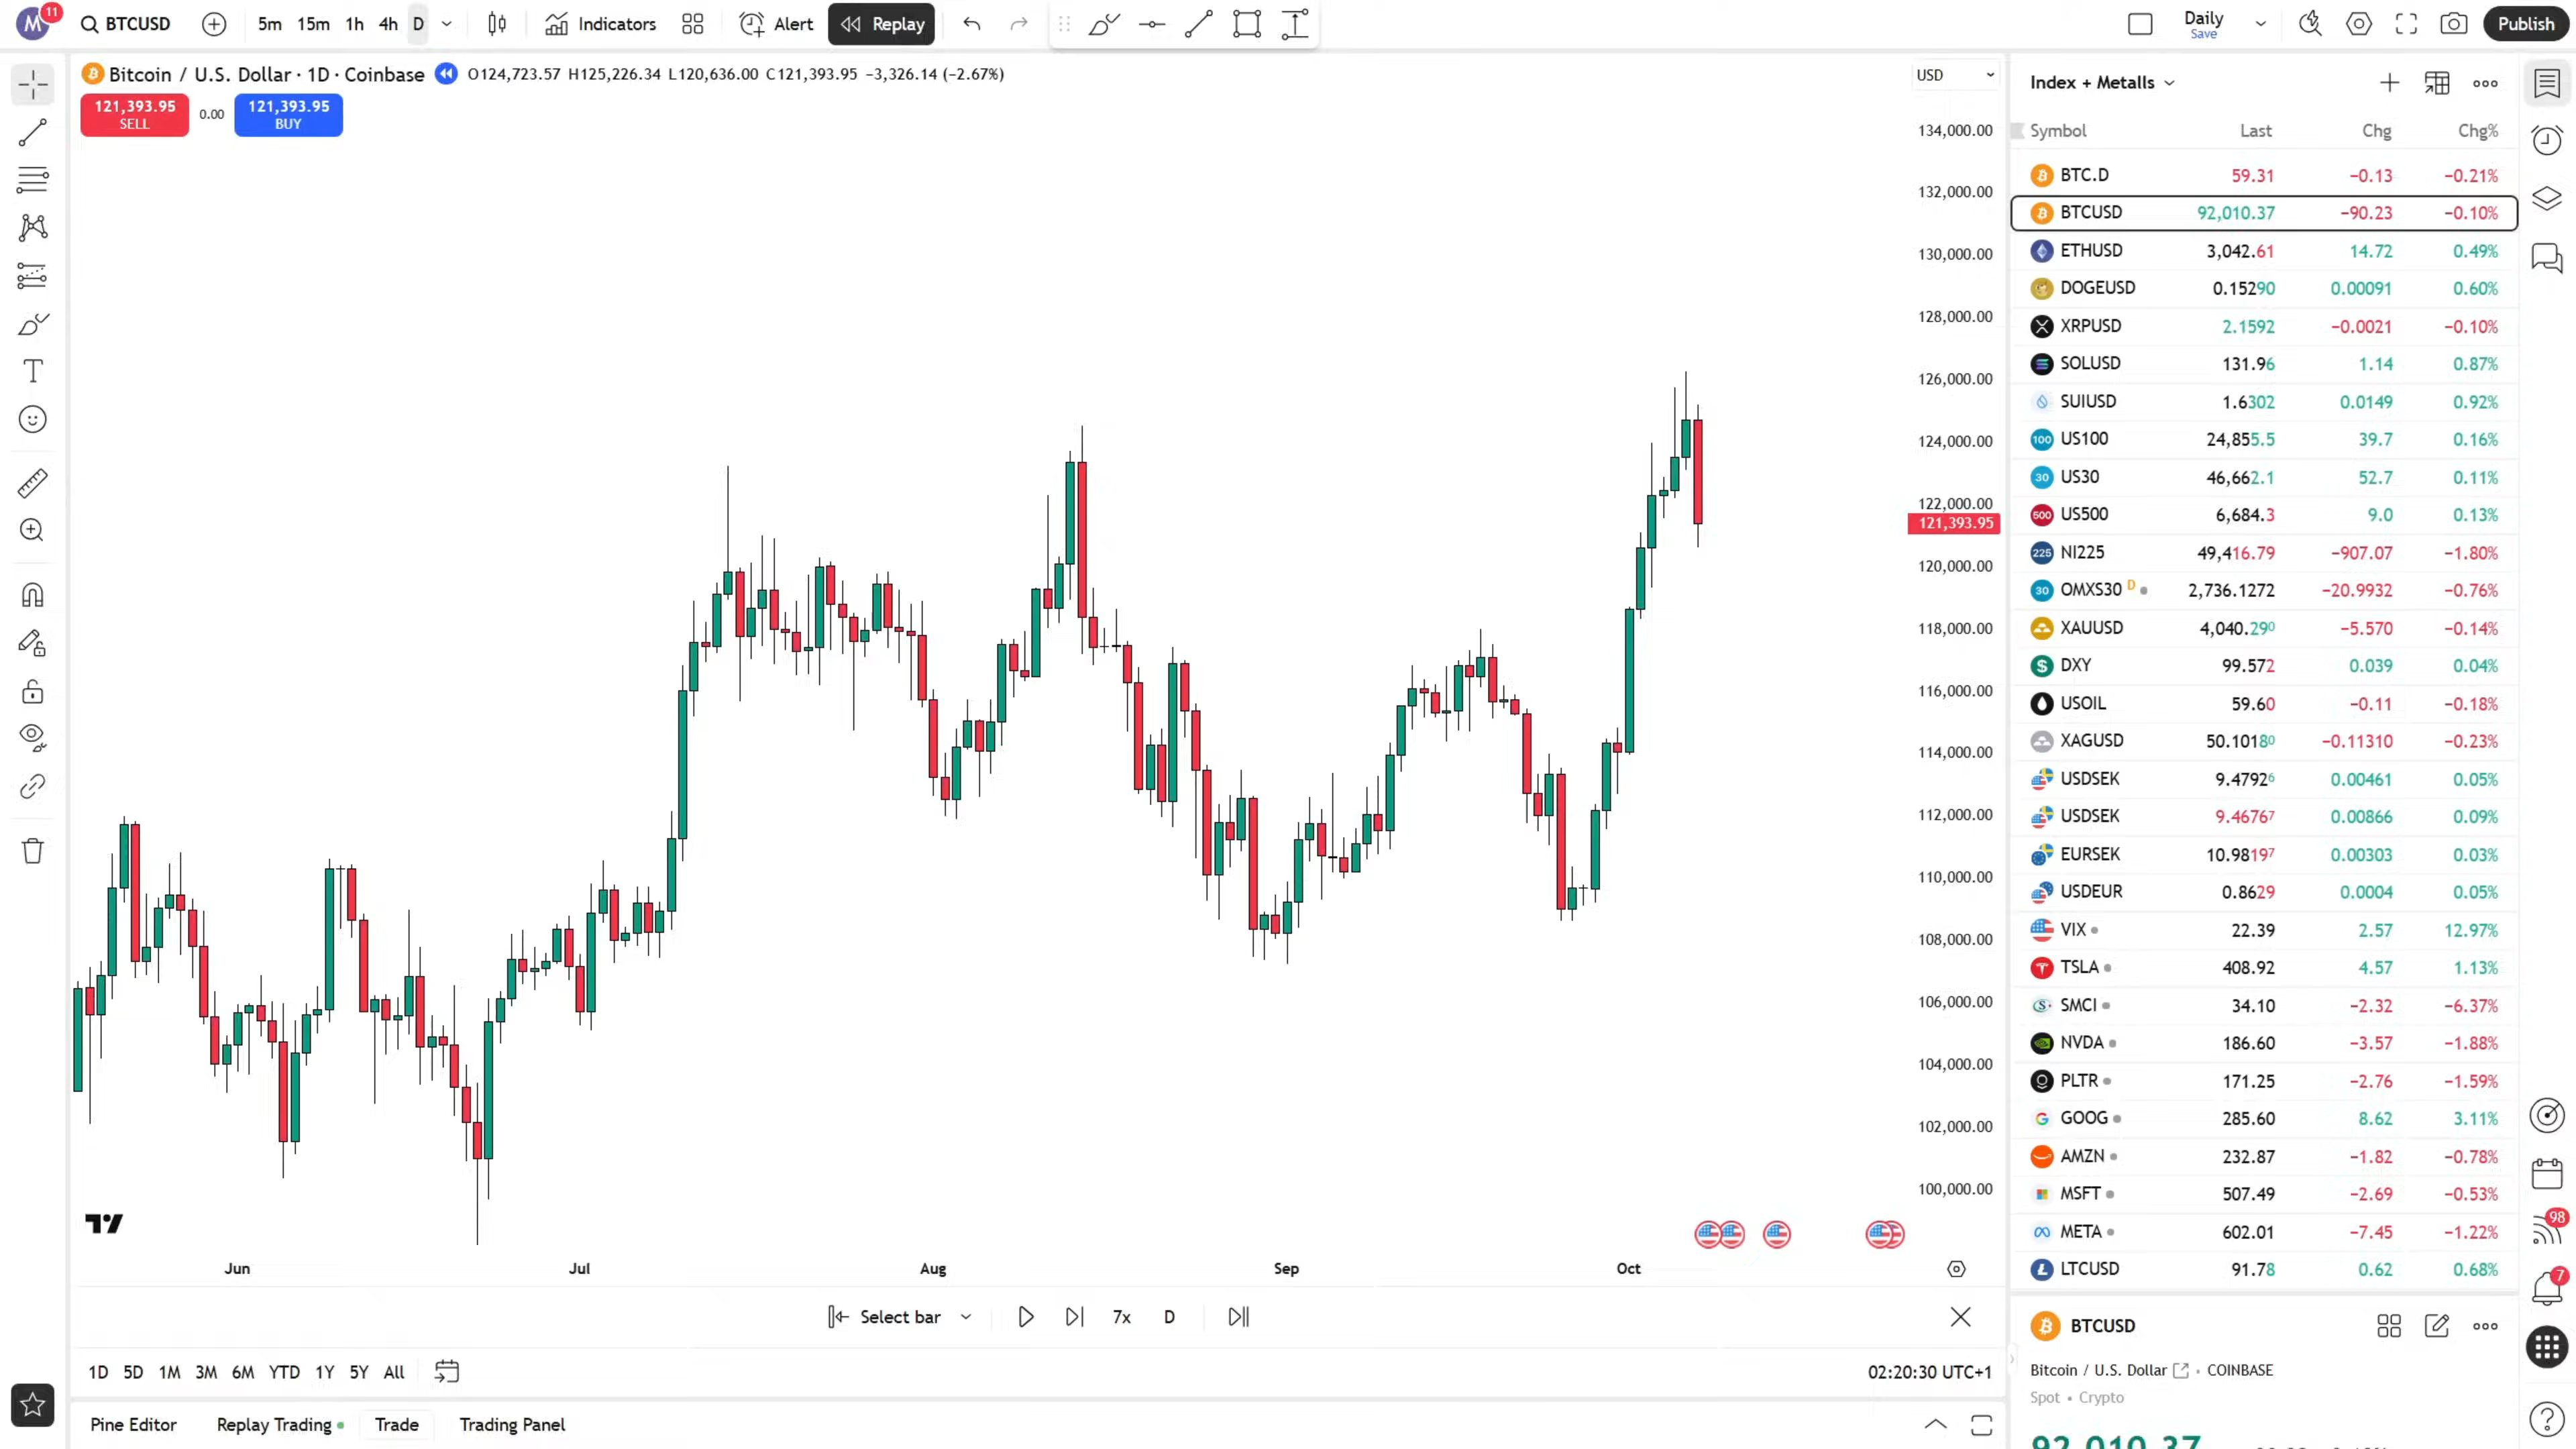 M 11 BTCUSD 5m 15m 1h 4h D Indicators Alert Replay Daily Save Publish
Bitcoin / U.S. Dollar · 1D · Coinbase O124,723.57 H125,226.34 L120,636.00 C121,393.95 −3,326.14 (−2.67%) USD
121,393.95 SELL 0.00 121,393.95 BUY
134,000.00
132,000.00
130,000.00
128,000.00
126,000.00
124,000.00
122,000.00
121,393.95
120,000.00
118,000.00
116,000.00
114,000.00
112,000.00
110,000.00
108,000.00
106,000.00
104,000.00
102,000.00
100,000.00
Jun Jul Aug Sep Oct
Select bar 7x D
1D 5D 1M 3M 6M YTD 1Y 5Y All 02:20:30 UTC+1
Pine Editor Replay Trading Trade Trading Panel
Index + Metalls
Symbol Last Chg Chg%
BTC.D 59.31 −0.13 −0.21%
BTCUSD 92,010.37 −90.23 −0.10%
ETHUSD 3,042.61 14.72 0.49%
DOGEUSD 0.15290 0.00091 0.60%
XRPUSD 2.1592 −0.0021 −0.10%
SOLUSD 131.96 1.14 0.87%
SUIUSD 1.6302 0.0149 0.92%
100 US100 24,855.5 39.7 0.16%
30 US30 46,662.1 52.7 0.11%
500 US500 6,684.3 9.0 0.13%
225 NI225 49,416.79 −907.07 −1.80%
30 OMXS30 D 2,736.1272 −20.9932 −0.76%
XAUUSD 4,040.290 −5.570 −0.14%
DXY 99.572 0.039 0.04%
USOIL 59.60 −0.11 −0.18%
XAGUSD 50.10180 −0.11310 −0.23%
USDSEK 9.47926 0.00461 0.05%
USDSEK 9.46767 0.00866 0.09%
EURSEK 10.98197 0.00303 0.03%
USDEUR 0.8629 0.0004 0.05%
VIX 22.39 2.57 12.97%
TSLA 408.92 4.57 1.13%
SMCI 34.10 −2.32 −6.37%
NVDA 186.60 −3.57 −1.88%
PLTR 171.25 −2.76 −1.59%
GOOG 285.60 8.62 3.11%
AMZN 232.87 −1.82 −0.78%
MSFT 507.49 −2.69 −0.53%
META 602.01 −7.45 −1.22%
LTCUSD 91.78 0.62 0.68%
BTCUSD
Bitcoin / U.S. Dollar • COINBASE
Spot • Crypto
92,010.37
98
7